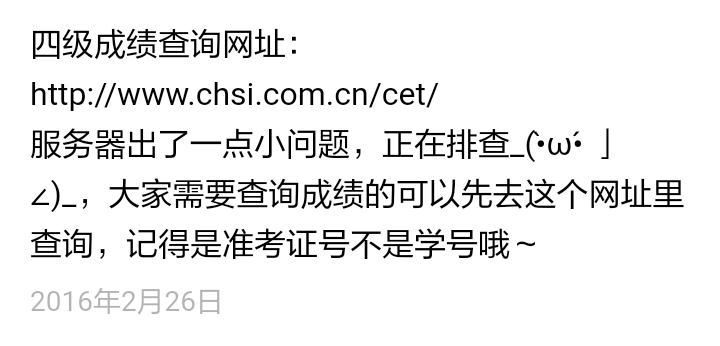 四级成绩查询网址：
http://www.chsi.com.cn/cet/
服务器出了一点小问题，正在排查_(•̀ω•́ 」
∠)_，大家需要查询成绩的可以先去这个网址里
查询，记得是准考证号不是学号哦～
2016年2月26日